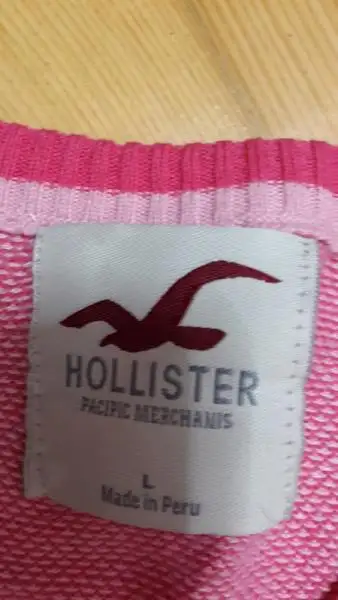 HOLLISTER
PACIFIC MERCHANTS
L
Made in Peru